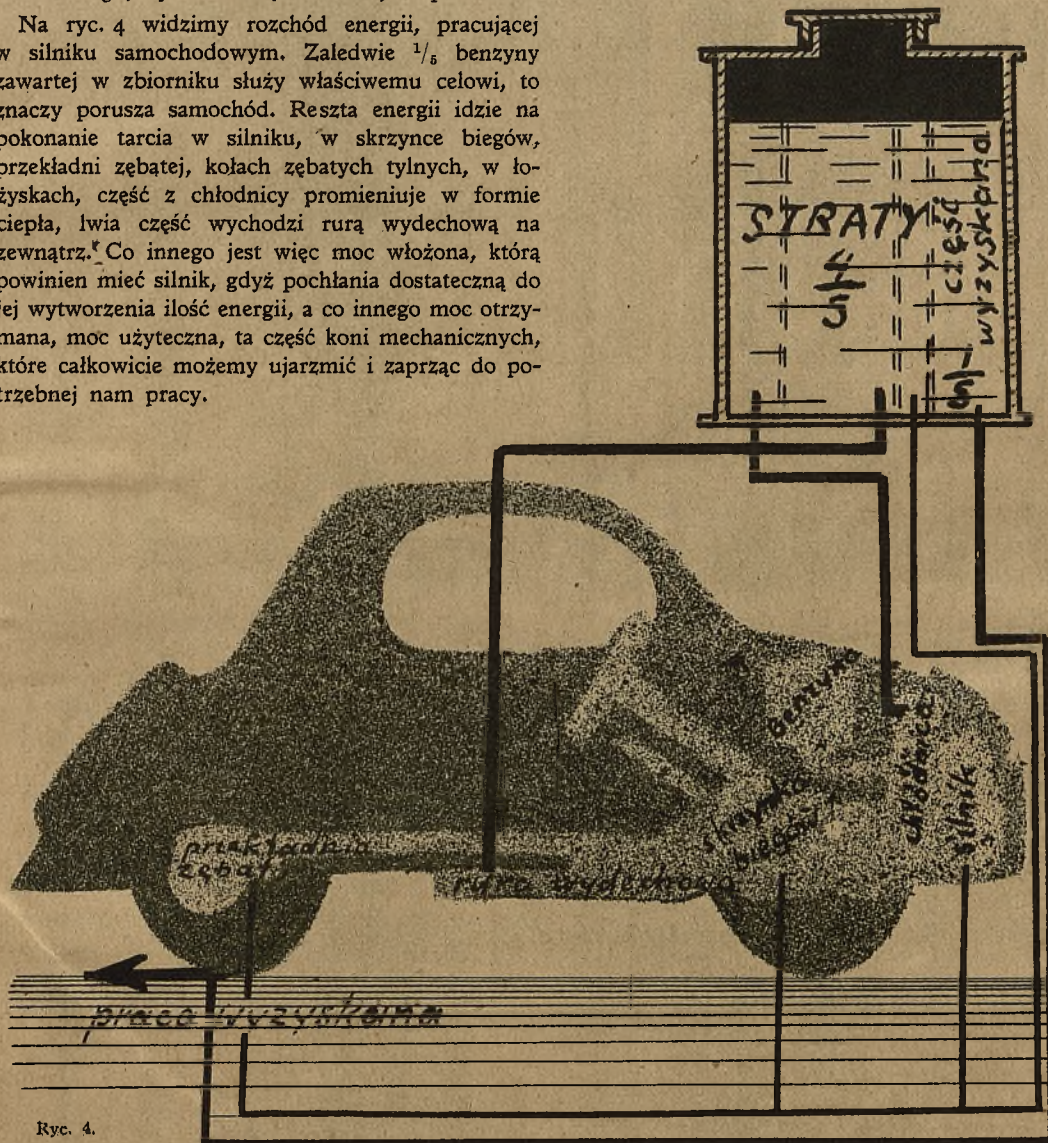 Na ryc. 4 widzimy rozchód energii, pracującej
w silniku samochodowym. Zaledwie 1/5 benzyny
zawartej w zbiorniku służy właściwemu celowi, to
znaczy porusza samochód. Reszta energii idzie na
pokonanie tarcia w silniku, w skrzynce biegów,
przekładni zębatej, kołach zębatych tylnych, w ło-
żyskach, część z chłodnicy promieniuje w formie
ciepła, lwia część wychodzi rurą wydechową na
zewnątrz. Co innego jest więc moc włożona, którą
powinien mieć silnik, gdyż pochłania dostateczną do
jej wytworzenia ilość energii, a co innego moc otrzy-
mana, moc użyteczna, ta część koni mechanicznych,
które całkowicie możemy ujarzmić i zaprząc do po-
trzebnej nam pracy.
STRATY
4/5
1/5 część
wyzyskana
benzyna
chłodnica
silnik
skrzynka
biegów
przekładnia
zębata
rura wydechowa
praca wyzyskana
Ryc. 4.